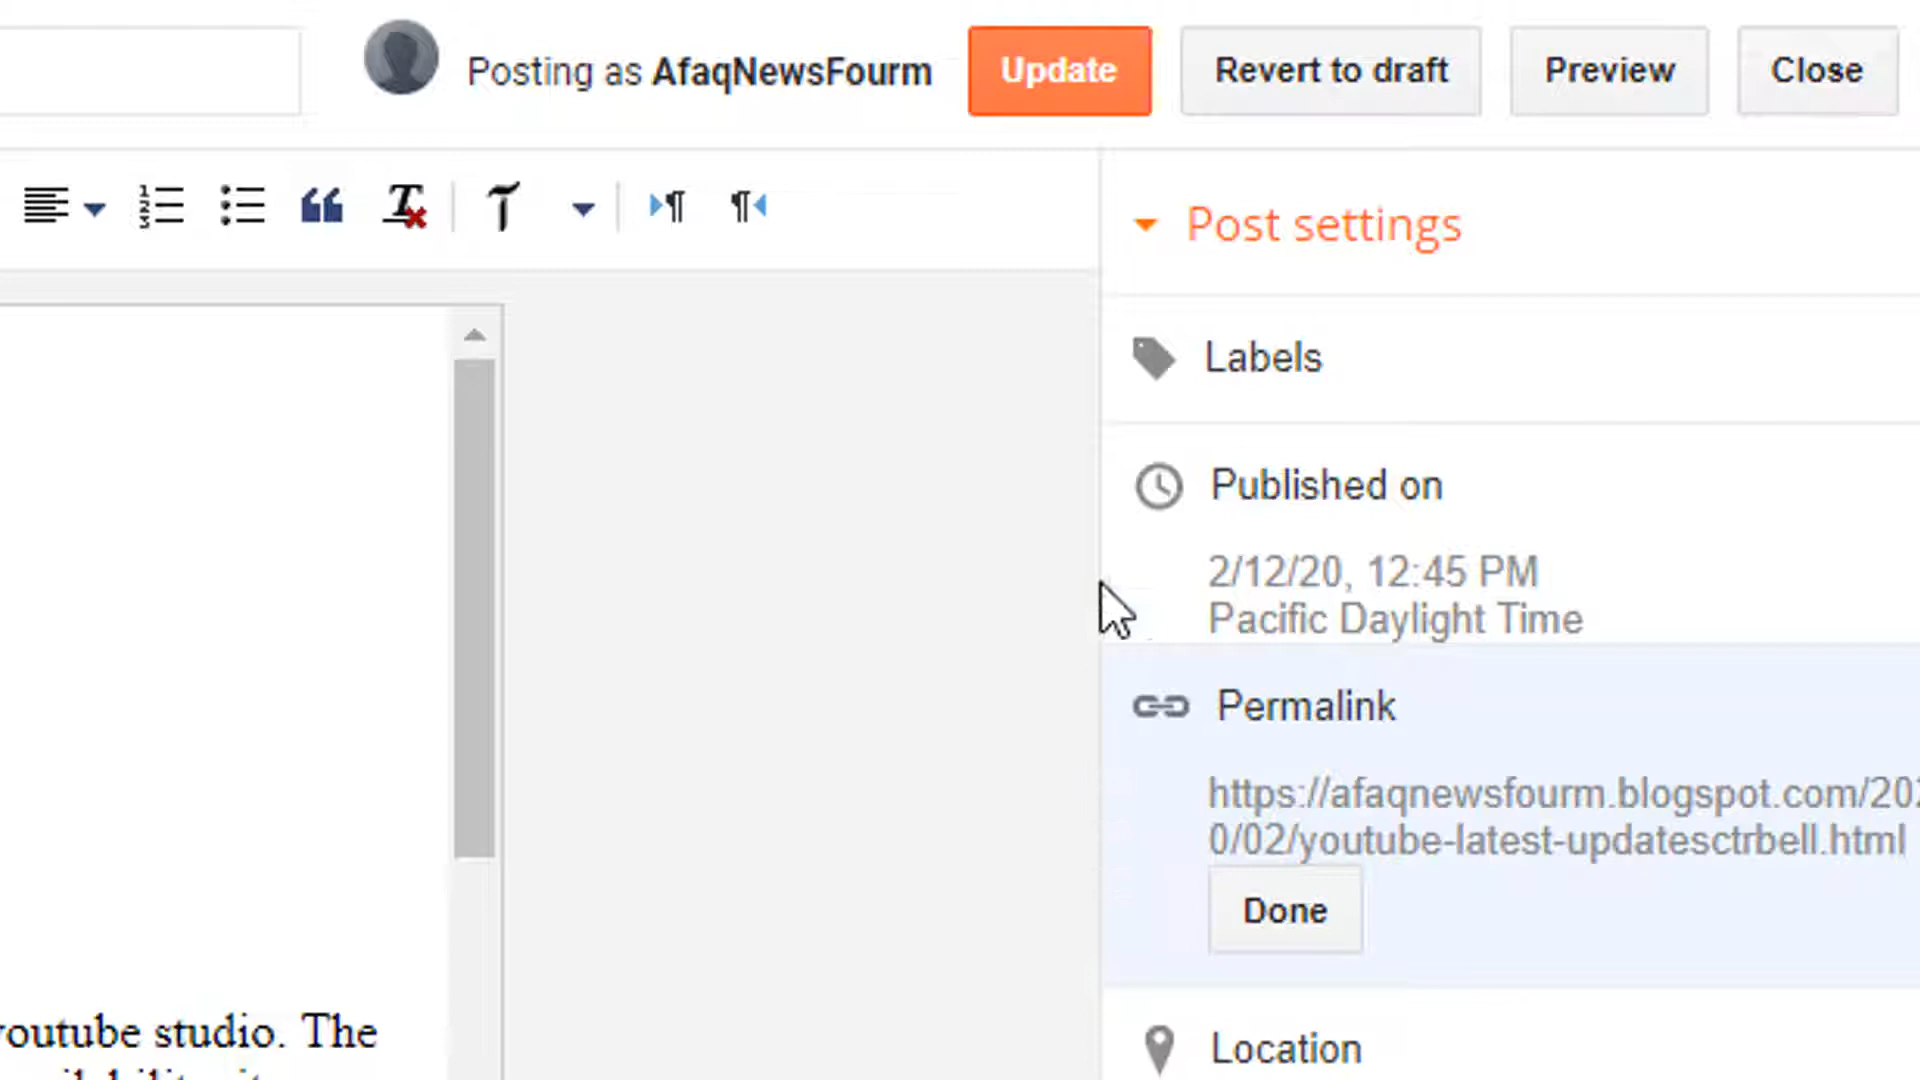 Posting as AfaqNewsFourm Update Revert to draft Preview Close
Post settings
Labels
Published on
2/12/20, 12:45 PM
Pacific Daylight Time
Permalink
https://afaqnewsfourm.blogspot.com/202
0/02/youtube-latest-updatesctrbell.html
Done
Location
youtube studio. The